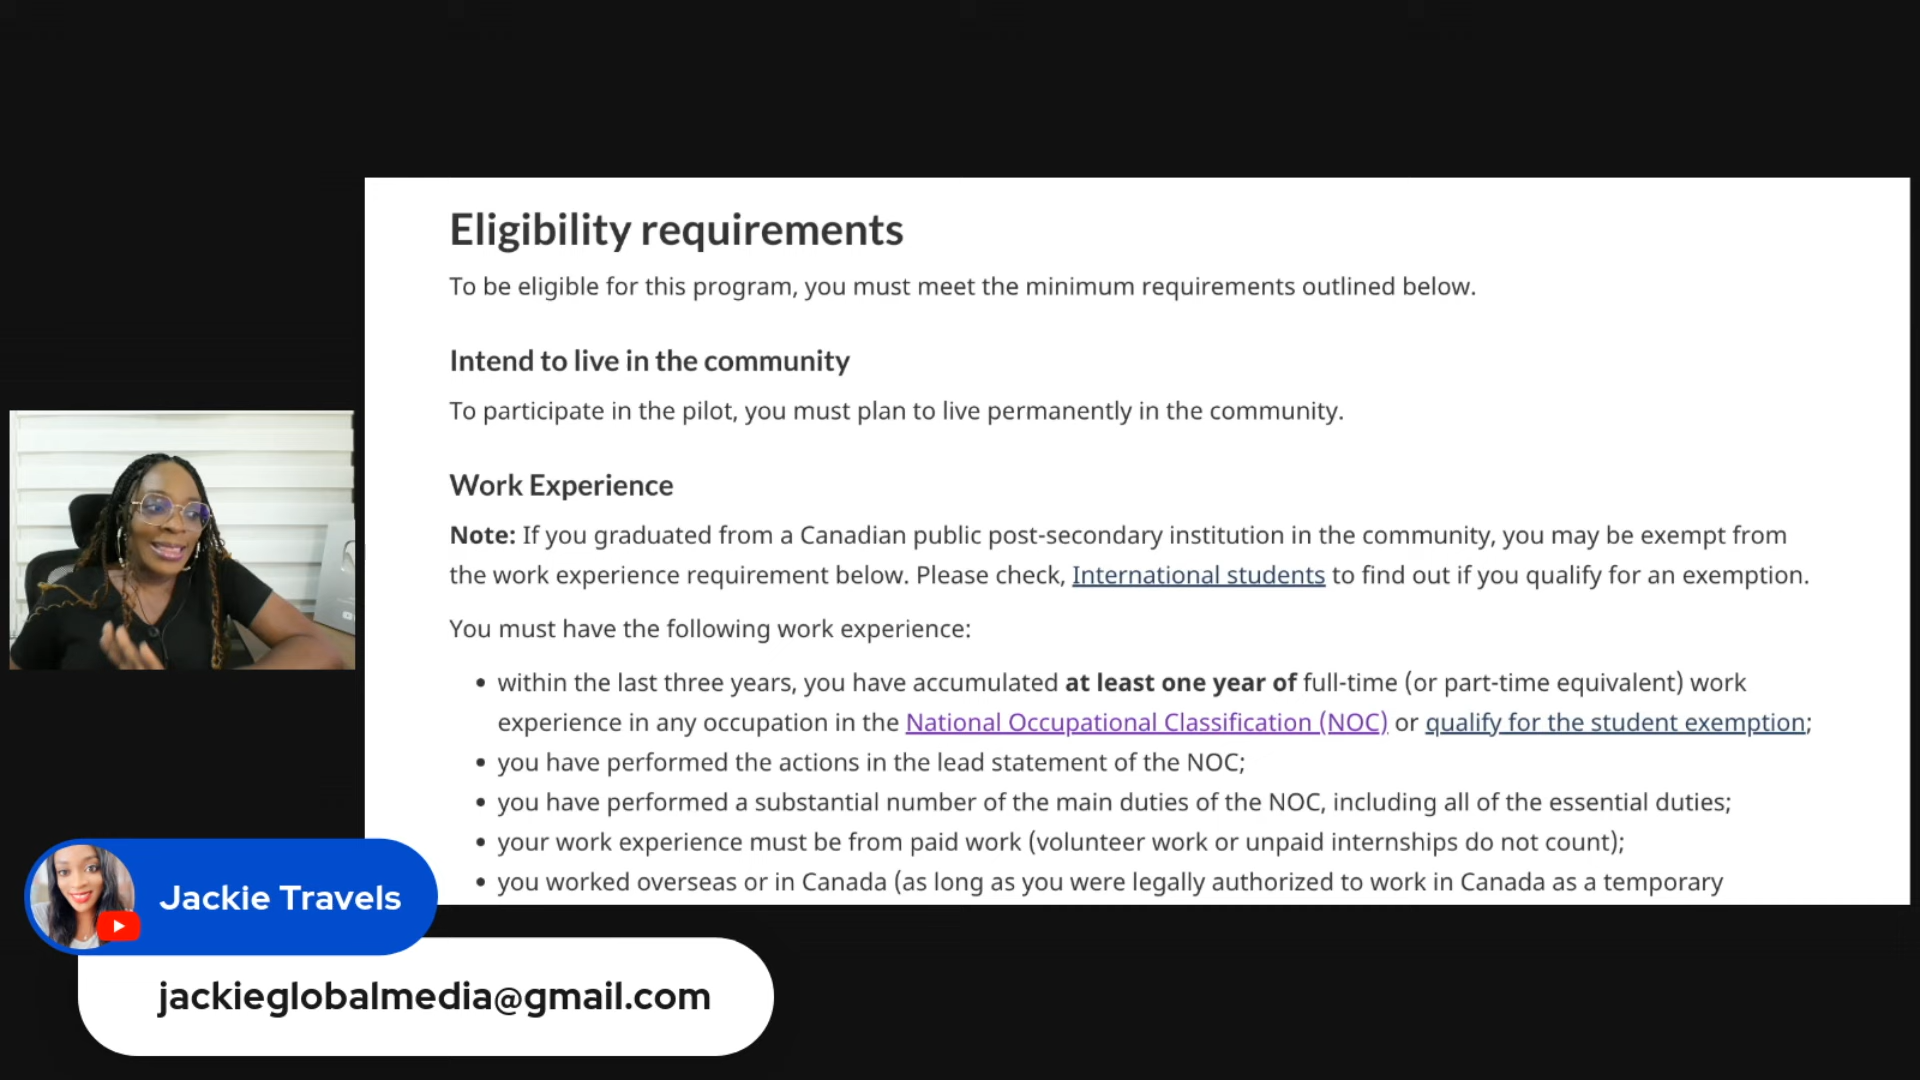 Eligibility requirements
To be eligible for this program, you must meet the minimum requirements outlined below.
Intend to live in the community
To participate in the pilot, you must plan to live permanently in the community.
Work Experience
Note: If you graduated from a Canadian public post-secondary institution in the community, you may be exempt from
the work experience requirement below. Please check, International students to find out if you qualify for an exemption.
You must have the following work experience:
• within the last three years, you have accumulated at least one year of full-time (or part-time equivalent) work
experience in any occupation in the National Occupational Classification (NOC) or qualify for the student exemption;
• you have performed the actions in the lead statement of the NOC;
• you have performed a substantial number of the main duties of the NOC, including all of the essential duties;
• your work experience must be from paid work (volunteer work or unpaid internships do not count);
• you worked overseas or in Canada (as long as you were legally authorized to work in Canada as a temporary
Jackie Travels
jackieglobalmedia@gmail.com